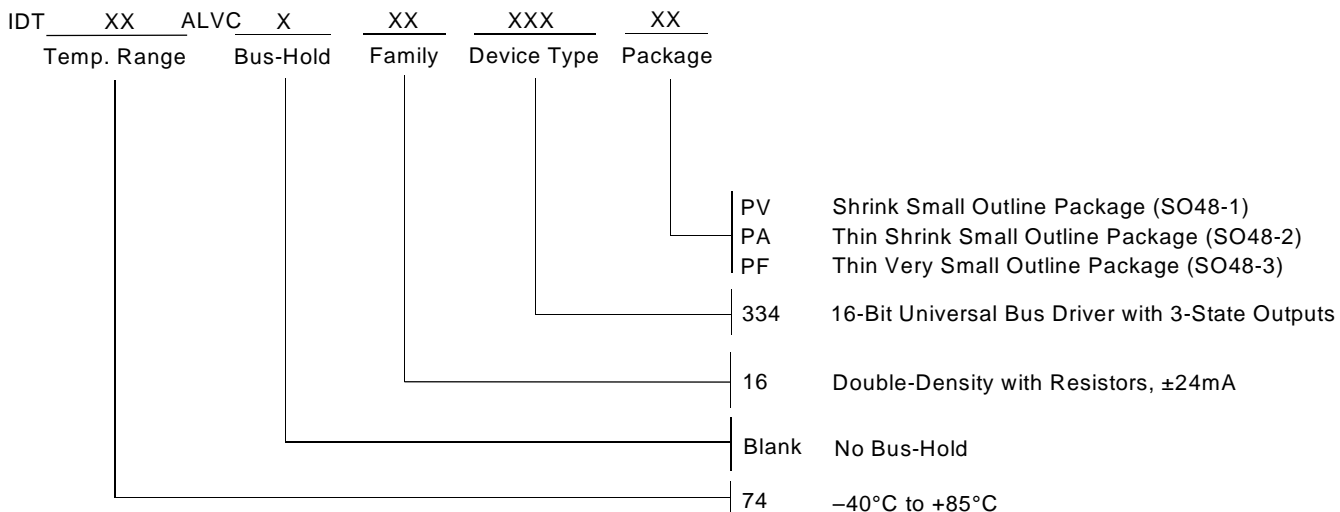 IDT XX ALVC X XX XXX XX
Temp. Range Bus-Hold Family Device Type Package
PV Shrink Small Outline Package (SO48-1)
PA Thin Shrink Small Outline Package (SO48-2)
PF Thin Very Small Outline Package (SO48-3)
334 16-Bit Universal Bus Driver with 3-State Outputs
16 Double-Density with Resistors, ±24mA
Blank No Bus-Hold
74 –40°C to +85°C